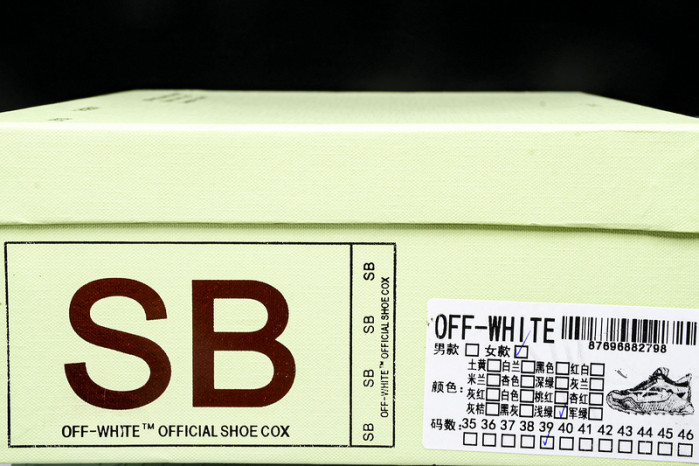 SB
OFF-WHITE™ OFFICIAL SHOE COX
SB SB SB SB
OFF-WHITE™ OFFICIAL SHOE COX
OFF-WHITE
87696882798
男款 女款
颜色:
土黄 白兰 黑色 红白
米兰 杏色 深绿 灰兰
灰红 白色 桃红 杏红
灰桔 黑灰 浅绿 军绿
码数: 35 36 37 38 39 40 41 42 43 44 45 46